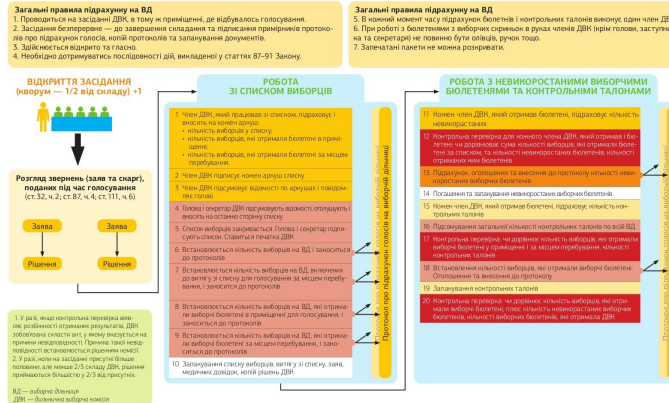 Загальні правила підрахунку на ВД
1. Проводиться на засіданні ДВК, в тому ж приміщенні, де відбувалось голосування.
2. Засідання безперервне — до завершення складання та підписання примірників протоко-
лів про підрахунок голосів, копій протоколів та запакування документів.
3. Здійснюється відкрито та гласно.
4. Необхідно дотримуватись послідовності дій, викладеної у статтях 87–91 Закону.
Загальні правила підрахунку на ВД
5. В кожний момент часу підрахунок бюлетенів і контрольних талонів виконує один член ДВ
6. При роботі з бюлетенями з виборчих скриньок в руках членів ДВК (крім голови, заступни
ка та секретаря) не повинно бути олівців, ручок тощо.
7. Запечатані пакети не можна розкривати.
ВІДКРИТТЯ ЗАСІДАННЯ
(кворум — 1/2 від складу) +1
Розгляд звернень (заяв та скарг),
поданих під час голосування
(ст. 32, ч. 2; ст. 87, ч. 4; ст. 111, ч. 6)
Заява
Заява
Рішення
Рішення
1. У разі, якщо контрольна перевірка вияв-
ляє розбіжності отриманих результатів, ДВК
зобов'язана скласти акт, у якому вказується на
причини невідповідності. Причина такої невід-
повідності встановлюється рішенням комісії.
2. У разі, коли на засіданні присутні більше
половини, але менше 2/3 складу ДВК, рішення
приймаються більшістю у 2/3 від присутніх.
ВД — виборча дільниця
ДВК — дільнична виборча комісія
РОБОТА
ЗІ СПИСКОМ ВИБОРЦІВ
1 Член ДВК, який працював зі списком, підраховує і
вносить на кожен аркуш:
• кількість виборців у списку;
• кількість виборців, які отримали бюлетені в примі-
щенні;
• кількість виборців, які отримали бюлетені за місцем
перебування.
2 Член ДВК підписує кожен аркуш списку
3 Член ДВК підсумовує відомості по аркушах і повідом-
ляє голові
4 Голова і секретар ДВК підсумовують відомості, оголошують і
вносять на останню сторінку списку
5 Список виборців закривається. Голова і секретар підпи-
сують список. Ставиться печатка ДВК
6 Встановлюється кількість виборців на ВД і заноситься
до протоколів
7 Встановлюється кількість виборців на ВД, включених
до витягу зі списку для голосування за місцем перебу-
вання, і заноситься до протоколів
8 Встановлюється кількість виборців на ВД, які отрима-
ли виборчі бюлетені в приміщенні для голосування, і
заноситься до протоколів
9 Встановлюється кількість виборців на ВД, які отрима-
ли виборчі бюлетені за місцем перебування, і зано-
ситься до протоколів
10 Запакування списку виборців, витягу зі списку, заяв,
медичних довідок, копій рішень ДВК
Протокол про підрахунок голосів на виборчій дільниці
РОБОТА З НЕВИКОРИСТАНИМИ ВИБОРЧИМИ
БЮЛЕТЕНЯМИ ТА КОНТРОЛЬНИМИ ТАЛОНАМИ
11 Кожен член ДВК, який отримав бюлетені, підраховує кількість
невикористаних
12 Контрольна перевірка для кожного члена ДВК, який отримав і бю-
летені: чи дорівнює сума кількості виборців, які отримали бюле-
тені за списком, та кількості невикористаних бюлетенів, кількості
отриманих ним бюлетенів
13 Підрахунок, оголошення та внесення до протоколу кількості неви-
користаних виборчих бюлетенів
14 Погашення та запакування невикористаних виборчих бюлетенів
15 Кожен член ДВК, який отримав бюлетені, підраховує кількість кон-
трольних талонів
16 Підсумовування загальної кількості контрольних талонів по всій ВД
17 Контрольна перевірка: чи дорівнює кількість виборців, які отримали
бюлетені у приміщенні і за місцем перебування, кількості
контрольних талонів
18 Встановлення кількості виборців, які отримали виборчі бюлетені.
Оголошення та внесення до протоколу
19 Запакування контрольних талонів
20 Контрольна перевірка: чи дорівнює кількість виборців, які отри-
мали виборчі бюлетені, плюс кількість невикористаних виборчих
бюлетенів, кількості виборчих бюлетенів, які отримала ДВК